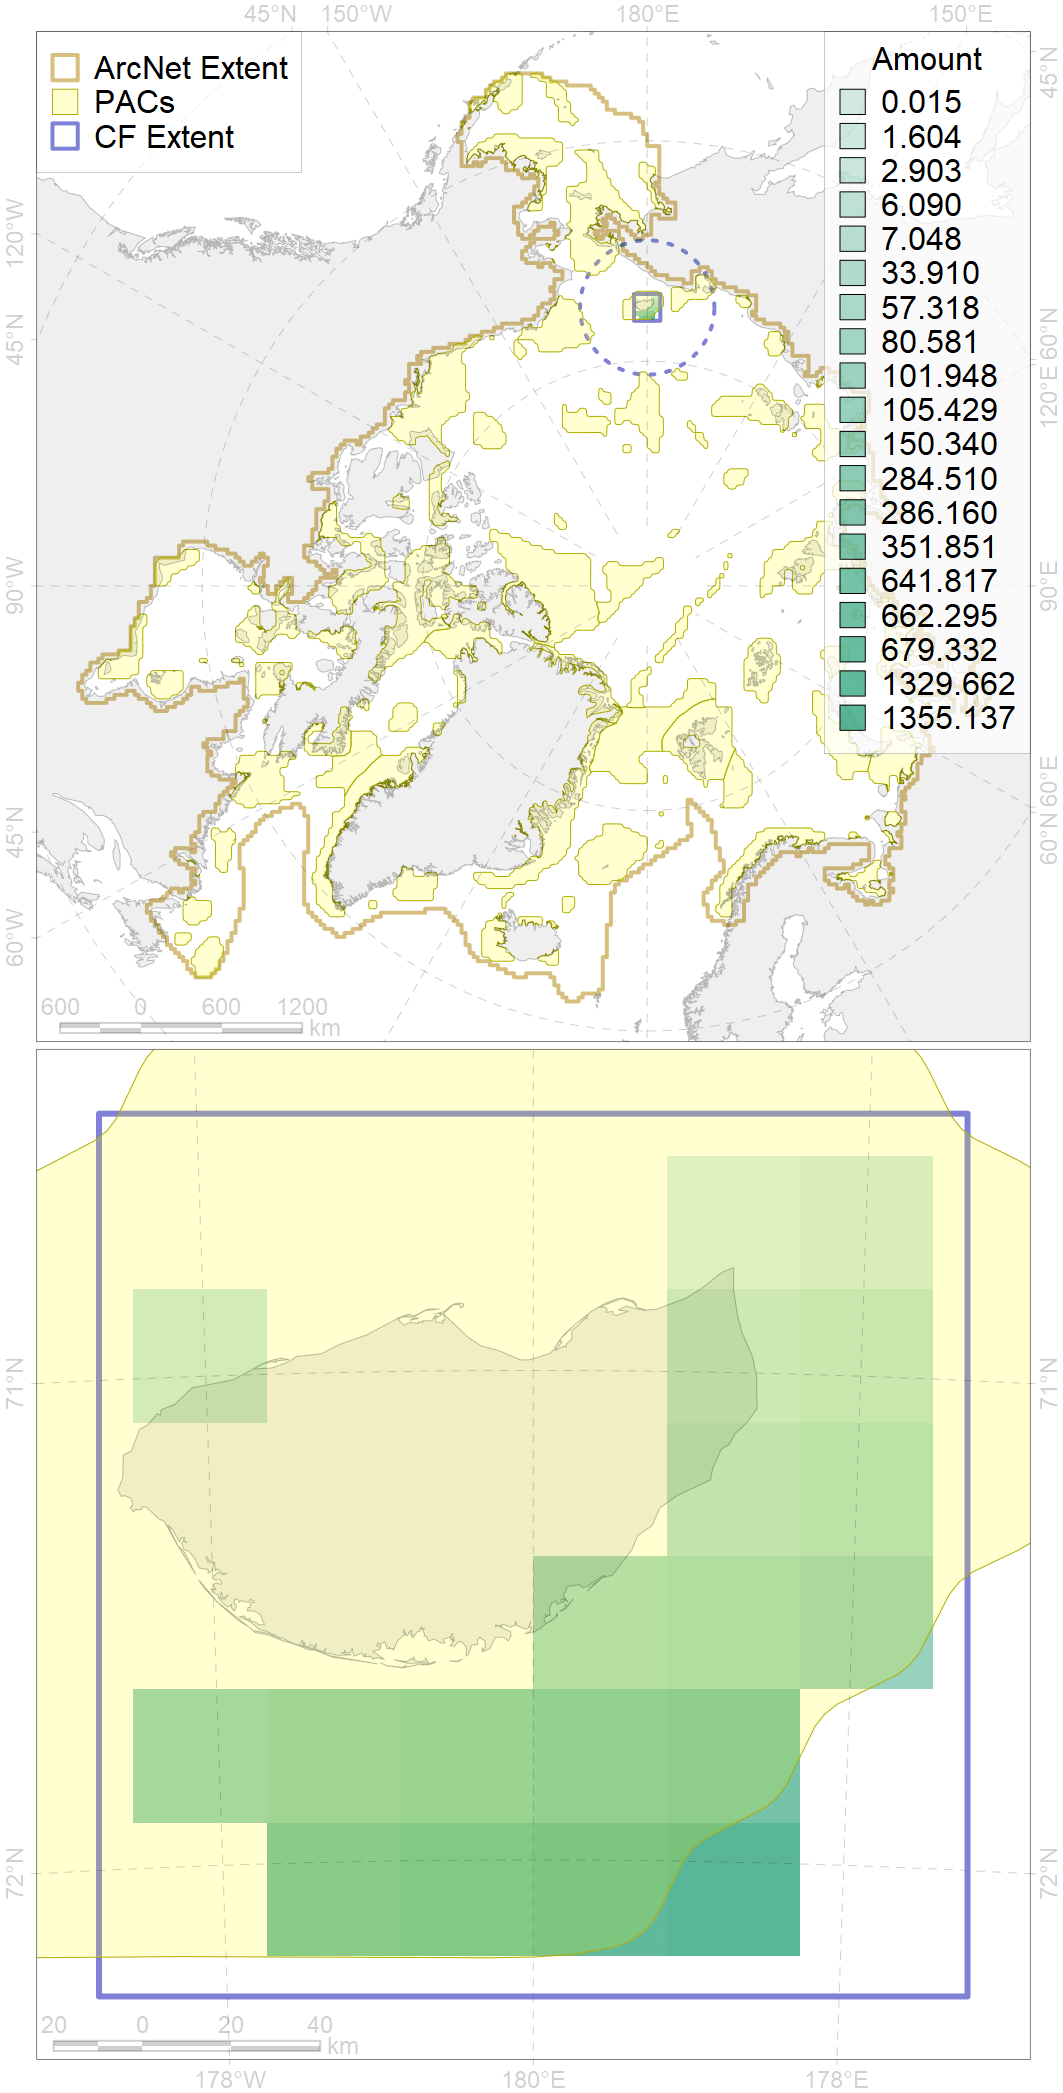 45°N 150°W 180°E 150°E
ArcNet Extent
PACs
CF Extent
Amount
0.015
1.604
2.903
6.090
7.048
33.910
57.318
80.581
101.948
105.429
150.340
284.510
286.160
351.851
641.817
662.295
679.332
1329.662
1355.137
120°W
45°N
90°W
45°N
60°W
45°N
60°N
120°E
90°E
60°E
60°N
600 0 600 1200
km
71°N
72°N
71°N
72°N
20 0 20 40
km
178°W 180°E 178°E